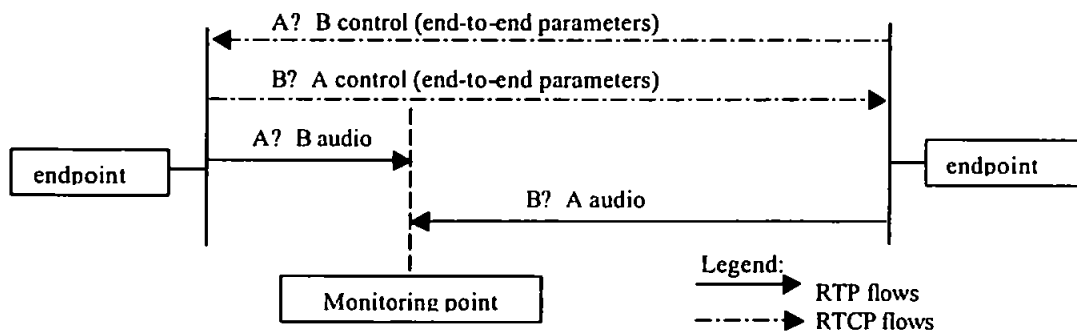 A? B control (end-to-end parameters)
B? A control (end-to-end parameters)
A? B audio
endpoint
endpoint
B? A audio
Legend:
Monitoring point
RTP flows
RTCP flows